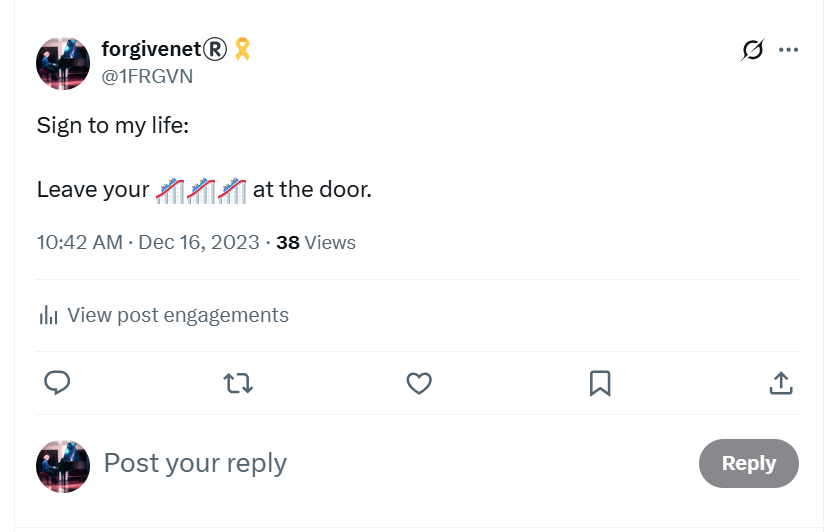 forgivenet®️🎗️
@1FRGVN
Sign to my life:
Leave your 🎢🎢🎢 at the door.
10:42 AM · Dec 16, 2023 · 38 Views
View post engagements
Post your reply
Reply